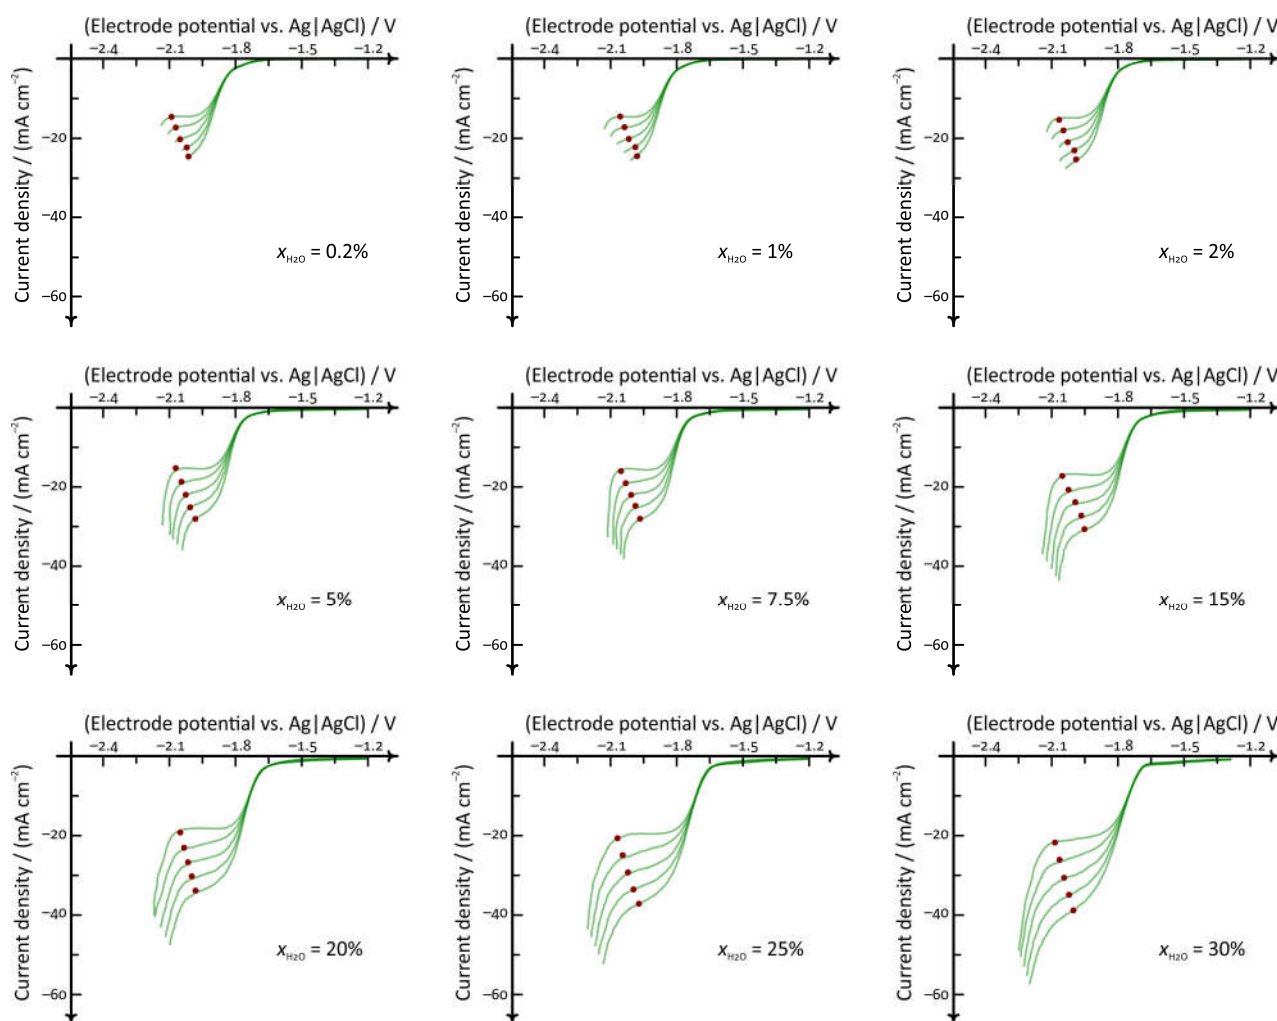 (Electrode potential vs. Ag|AgCl) / V
−2.4 −2.1 −1.8 −1.5 −1.2
Current density / (mA cm⁻²)
−20
−40
−60
xH2O = 0.2%
(Electrode potential vs. Ag|AgCl) / V
−2.4 −2.1 −1.8 −1.5 −1.2
Current density / (mA cm⁻²)
−20
−40
−60
xH2O = 1%
(Electrode potential vs. Ag|AgCl) / V
−2.4 −2.1 −1.8 −1.5 −1.2
Current density / (mA cm⁻²)
−20
−40
−60
xH2O = 2%
(Electrode potential vs. Ag|AgCl) / V
−2.4 −2.1 −1.8 −1.5 −1.2
Current density / (mA cm⁻²)
−20
−40
−60
xH2O = 5%
(Electrode potential vs. Ag|AgCl) / V
−2.4 −2.1 −1.8 −1.5 −1.2
Current density / (mA cm⁻²)
−20
−40
−60
xH2O = 7.5%
(Electrode potential vs. Ag|AgCl) / V
−2.4 −2.1 −1.8 −1.5 −1.2
Current density / (mA cm⁻²)
−20
−40
−60
xH2O = 15%
(Electrode potential vs. Ag|AgCl) / V
−2.4 −2.1 −1.8 −1.5 −1.2
Current density / (mA cm⁻²)
−20
−40
−60
xH2O = 20%
(Electrode potential vs. Ag|AgCl) / V
−2.4 −2.1 −1.8 −1.5 −1.2
Current density / (mA cm⁻²)
−20
−40
−60
xH2O = 25%
(Electrode potential vs. Ag|AgCl) / V
−2.4 −2.1 −1.8 −1.5 −1.2
Current density / (mA cm⁻²)
−20
−40
−60
xH2O = 30%